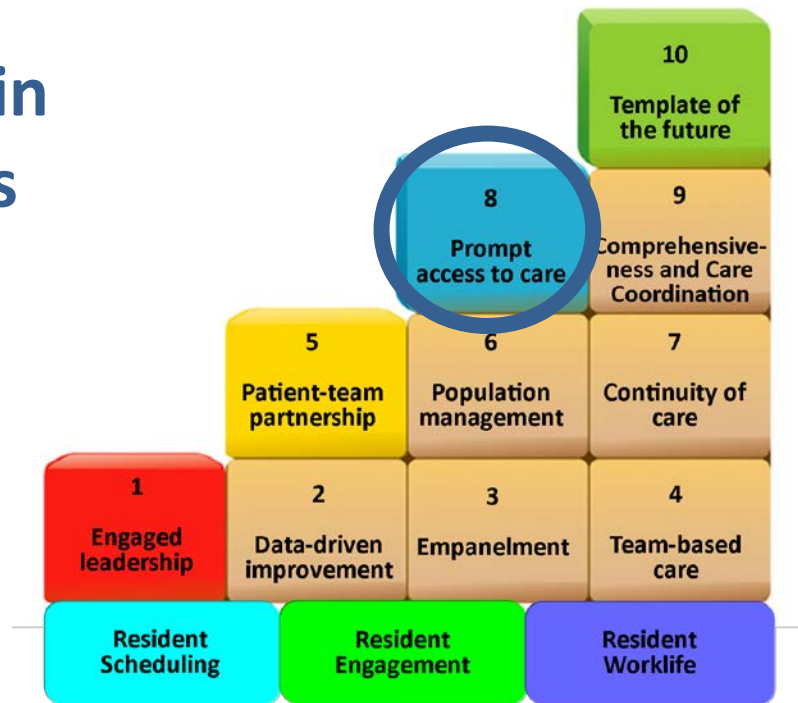 in
s
10
Template of
the future
8
Prompt
access to care
9
Comprehensive-
ness and Care
Coordination
5
Patient-team
partnership
6
Population
management
7
Continuity of
care
1
Engaged
leadership
2
Data-driven
improvement
3
Empanelment
4
Team-based
care
Resident
Scheduling
Resident
Engagement
Resident
Worklife